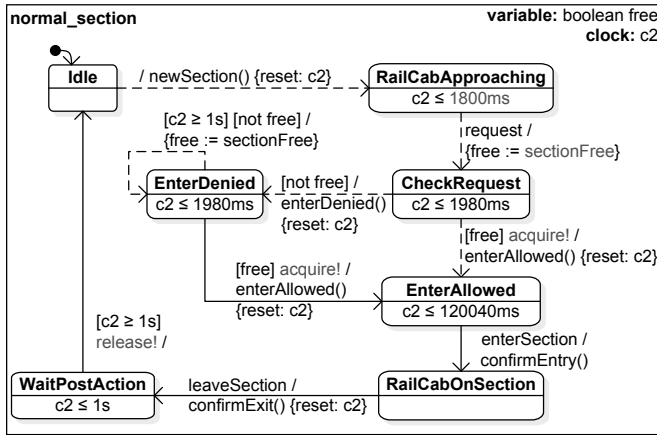 normal_section
variable: boolean free
clock: c2
Idle
/ newSection() {reset: c2}
RailCabApproaching
c2 ≤ 1800ms
[c2 ≥ 1s] [not free] /
{free := sectionFree}
request /
{free := sectionFree}
EnterDenied
c2 ≤ 1980ms
[not free] /
enterDenied()
{reset: c2}
CheckRequest
c2 ≤ 1980ms
[free] acquire! /
enterAllowed() {reset: c2}
[free] acquire! /
enterAllowed()
{reset: c2}
EnterAllowed
c2 ≤ 120040ms
[c2 ≥ 1s]
release! /
enterSection /
confirmEntry()
WaitPostAction
c2 ≤ 1s
leaveSection /
confirmExit() {reset: c2}
RailCabOnSection